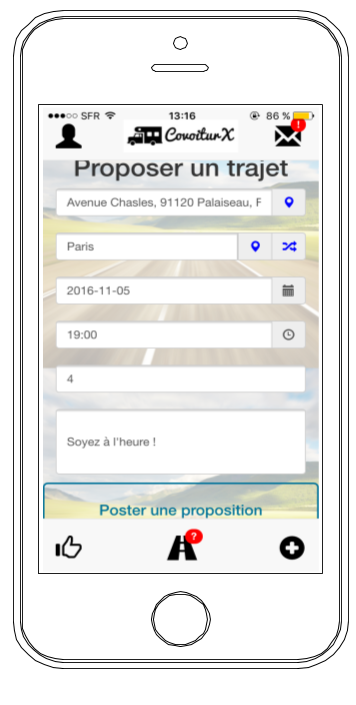 SFR 13:16 86 %
CovoiturX
!
Proposer un trajet
Avenue Chasles, 91120 Palaiseau, F
Paris
2016-11-05
19:00
4
Soyez à l'heure !
Poster une proposition
?